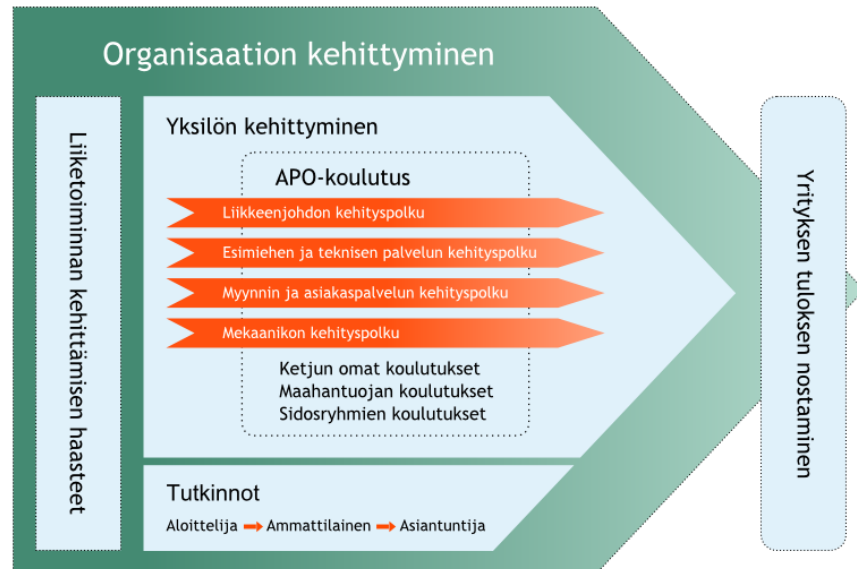 Organisaation kehittyminen
Liiketoiminnan kehittämisen haasteet
Yksilön kehittyminen
APO-koulutus
Liikkeenjohdon kehityspolku
Esimiehen ja teknisen palvelun kehityspolku
Myynnin ja asiakaspalvelun kehityspolku
Mekaanikon kehityspolku
Ketjun omat koulutukset
Maahantuojan koulutukset
Sidosryhmien koulutukset
Tutkinnot
Aloittelija Ammattilainen Asiantuntija
Yrityksen tuloksen nostaminen